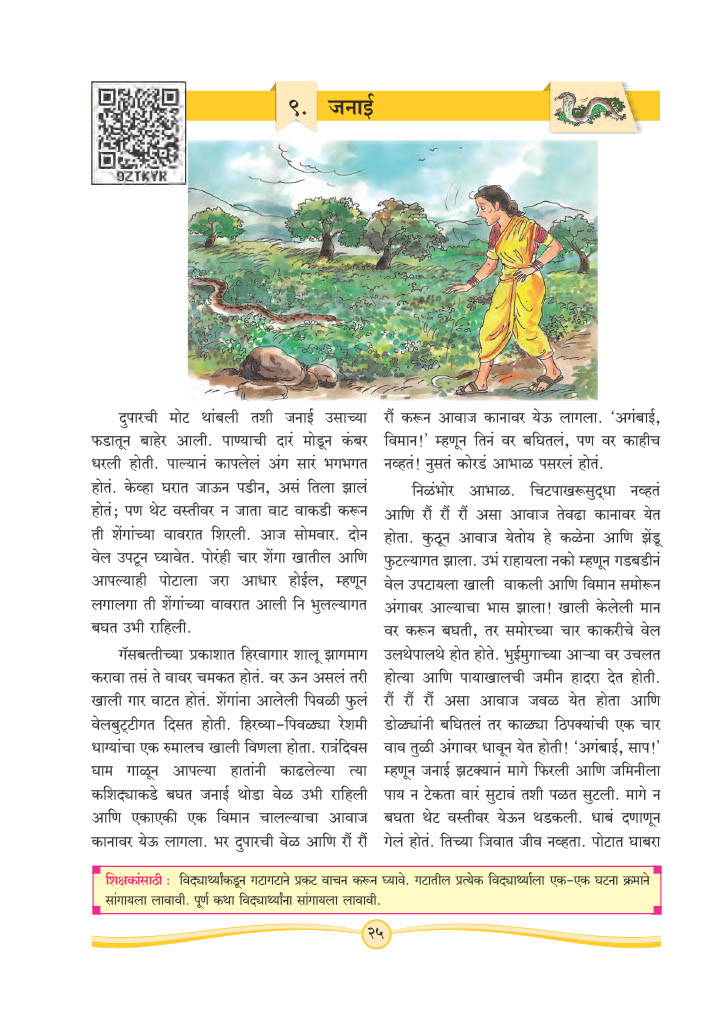 ९. जनाई
9ZTKYR
दुपारची मोट थांबली तशी जनाई उसाच्या
फडातून बाहेर आली. पाण्याची दारं मोडून कंबर
धरली होती. पाल्यानं कापलेलं अंग सारं भगभगत
होतं. केव्हा घरात जाऊन पडीन, असं तिला झालं
होतं; पण थेट वस्तीवर न जाता वाट वाकडी करून
ती शेंगांच्या वावरात शिरली. आज सोमवार. दोन
वेल उपटून घ्यावेत. पोरंही चार शेंगा खातील आणि
आपल्याही पोटाला जरा आधार होईल, म्हणून
लगालगा ती शेंगांच्या वावरात आली नि भुलल्यागत
बघत उभी राहिली.
गॅसबत्तीच्या प्रकाशात हिरवागार शालू झागमाग
करावा तसं ते वावर चमकत होतं. वर ऊन असलं तरी
खाली गार वाटत होतं. शेंगांना आलेली पिवळी फुलं
वेलबुट्टीगत दिसत होती. हिरव्या-पिवळ्या रेशमी
धाग्यांचा एक रुमालच खाली विणला होता. रात्रंदिवस
घाम गाळून आपल्या हातांनी काढलेल्या त्या
कशिद्याकडे बघत जनाई थोडा वेळ उभी राहिली
आणि एकाएकी एक विमान चालल्याचा आवाज
कानावर येऊ लागला. भर दुपारची वेळ आणि रौं रौं
रौं करून आवाज कानावर येऊ लागला. ‘अगंबाई,
विमान!’ म्हणून तिनं वर बघितलं, पण वर काहीच
नव्हतं! नुसतं कोरडं आभाळ पसरलं होतं.
निळंभोर आभाळ. चिटपाखरूसुद्धा नव्हतं
आणि रौं रौं रौं रौं असा आवाज तेवढा कानावर येत
होता. कुठून आवाज येतोय हे कळेना आणि झेंडू
फुटल्यागत झाला. उभं राहायला नको म्हणून गडबडीनं
वेल उपटायला खाली वाकली आणि विमान समोरून
अंगावर आल्याचा भास झाला! खाली केलेली मान
वर करून बघती, तर समोरच्या चार काकरीचे वेल
उलथेपालथे होत होते. भुईमुगाच्या आऱ्या वर उचलत
होत्या आणि पायाखालची जमीन हादरा देत होती.
रौं रौं रौं रौं असा आवाज जवळ येत होता आणि
डोळ्यांनी बघितलं तर काळ्या ठिपक्यांची एक चार
वाव तुळी अंगावर धावून येत होती! ‘अगंबाई, साप!’
म्हणून जनाई झटक्यानं मागे फिरली आणि जमिनीला
पाय न टेकता वारं सुटावं तशी पळत सुटली. मागे न
बघता थेट वस्तीवर येऊन थडकली. धाबं दणाणून
गेलं होतं. तिच्या जिवात जीव नव्हता. पोटात घाबरा
शिक्षकांसाठी : विद्यार्थ्यांकडून गटागटाने प्रकट वाचन करून घ्यावे. गटातील प्रत्येक विद्यार्थ्याला एक-एक घटना क्रमाने
सांगायला लावावी. पूर्ण कथा विद्यार्थ्यांना सांगायला लावावी.
२५